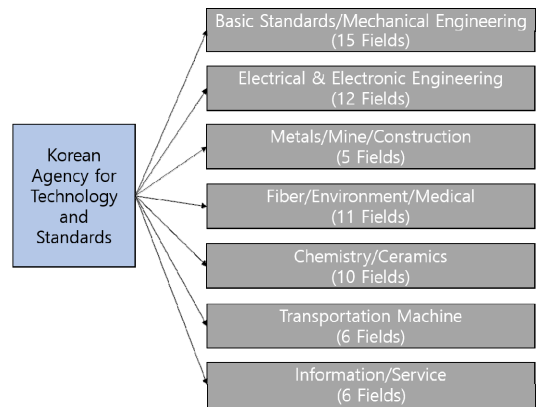 Korean
Agency for
Technology
and
Standards
Basic Standards/Mechanical Engineering
(15 Fields)
Electrical & Electronic Engineering
(12 Fields)
Metals/Mine/Construction
(5 Fields)
Fiber/Environment/Medical
(11 Fields)
Chemistry/Ceramics
(10 Fields)
Transportation Machine
(6 Fields)
Information/Service
(6 Fields)